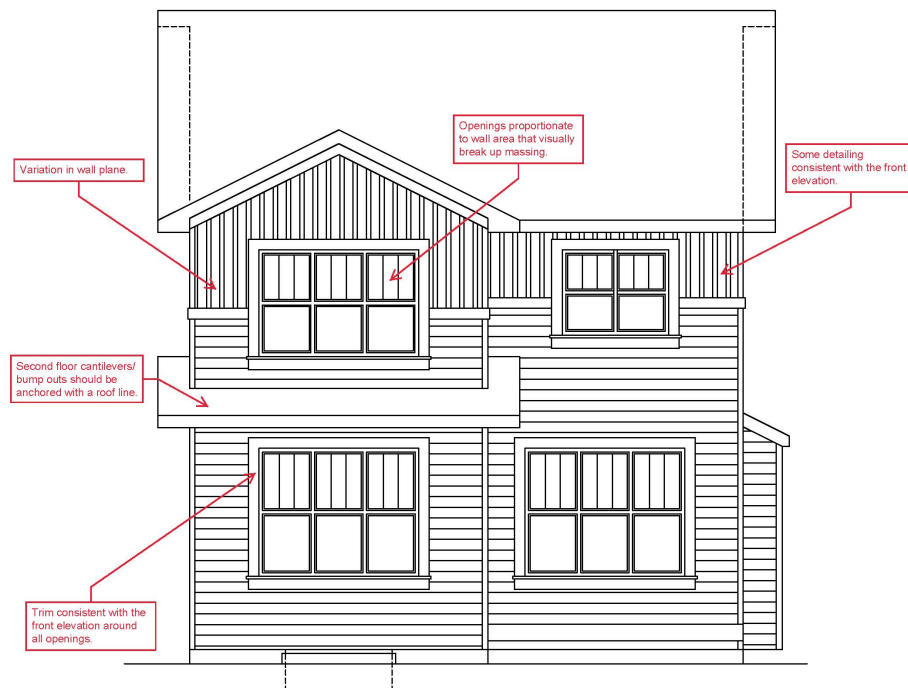 Openings proportionate
to wall area that visually
break up massing.
Variation in wall plane.
Some detailing
consistent with the front
elevation.
Second floor cantilevers/
bump outs should be
anchored with a roof line.
Trim consistent with the
front elevation around
all openings.